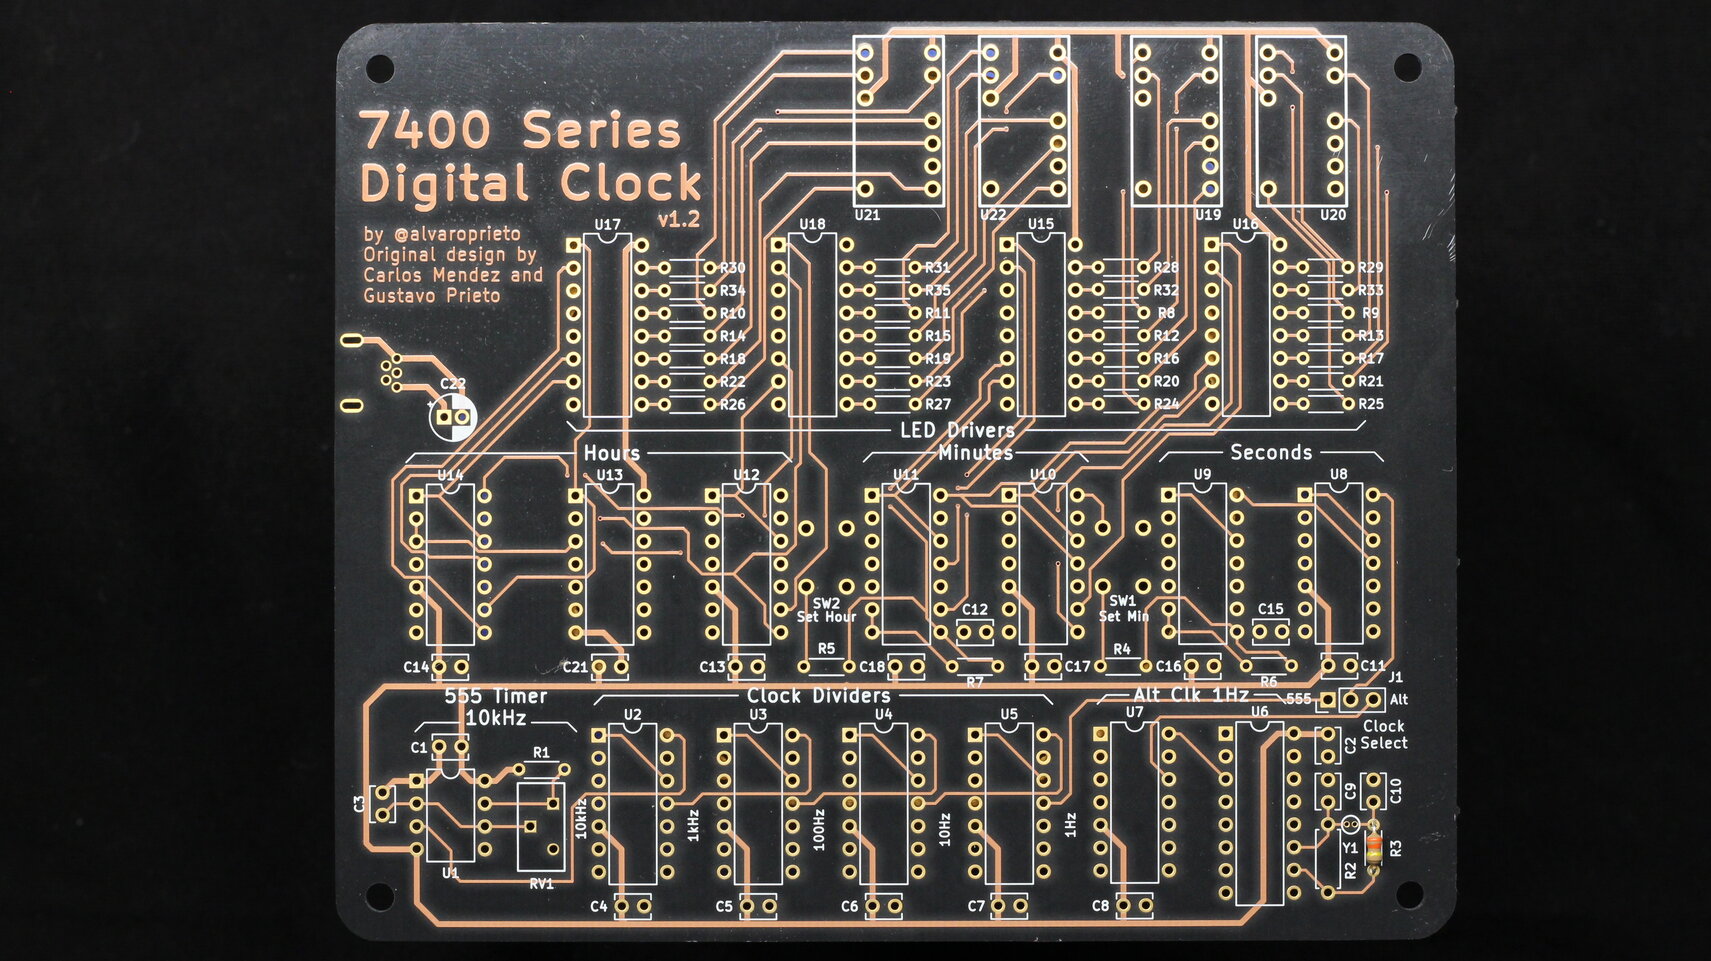 7400 Series
Digital Clock
v1.2
by @alvaroprieto
Original design by
Carlos Mendez and
Gustavo Prieto
U21
U22
U19
U20
U17
U18
U15
U16
R30
R31
R28
R29
R34
R35
R32
R33
R10
R11
R8
R9
R14
R15
R12
R13
R18
R19
R16
R17
R22
R23
R20
R21
R26
R27
R24
R25
C22
+
LED Drivers
Hours
Minutes
Seconds
U14
U13
U12
U11
U10
U9
U8
SW2
Set Hour
SW1
Set Min
C12
C15
R5
R4
C14
C21
C13
C18
R7
C17
C16
R6
C11
J1
555 Timer
10kHz
Clock Dividers
Alt Clk 1Hz
555
Alt
Clock
Select
U2
U3
U4
U5
U7
U6
C1
R1
C2
C3
C9
C10
10kHz
1kHz
100Hz
10Hz
1Hz
U1
RV1
Y1
R2
R3
C4
C5
C6
C7
C8